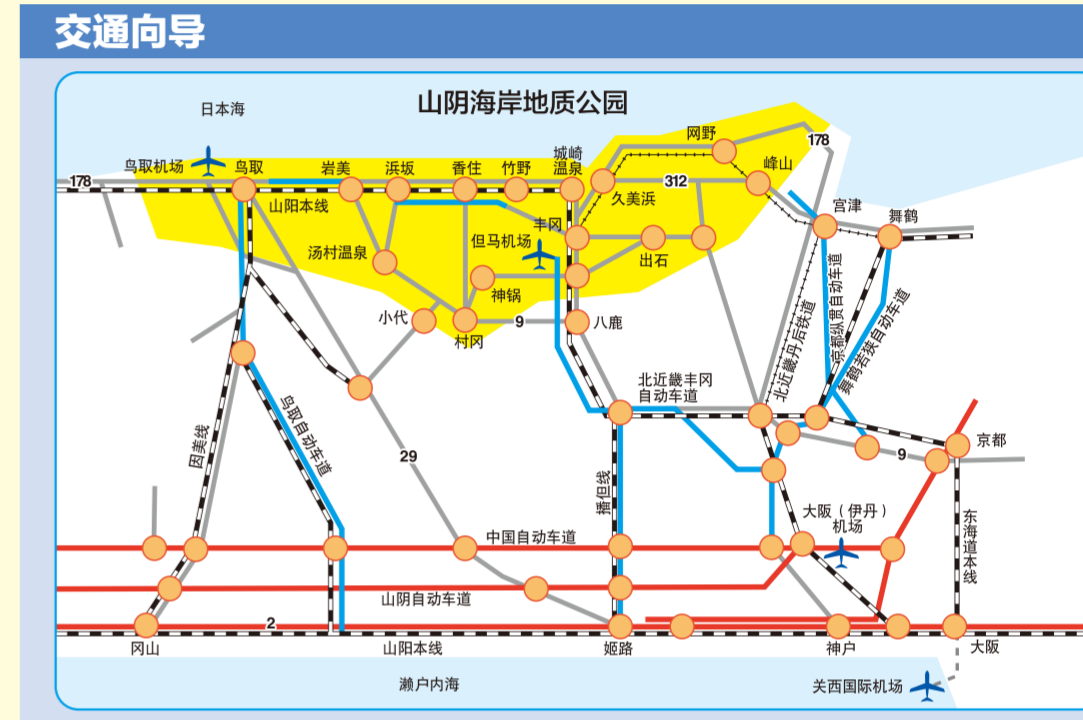 交通向导
山阴海岸地质公园
日本海
鸟取机场
鸟取
岩美
浜坂
香住
竹野
城崎
温泉
网野
178
峰山
178
山阳本线
312
久美浜
宫津
舞鹤
丰冈
但马机场
汤村温泉
出石
神锅
小代
村冈
9
八鹿
北近畿丹后铁道
京都纵贯自动车道
舞鹤若狭自动车道
北近畿丰冈
自动车道
鸟取自动车道
因美线
29
播但线
9
京都
大阪（伊丹）
机场
东海道本线
中国自动车道
山阴自动车道
2
冈山
山阳本线
姬路
神户
大阪
濑户内海
关西国际机场